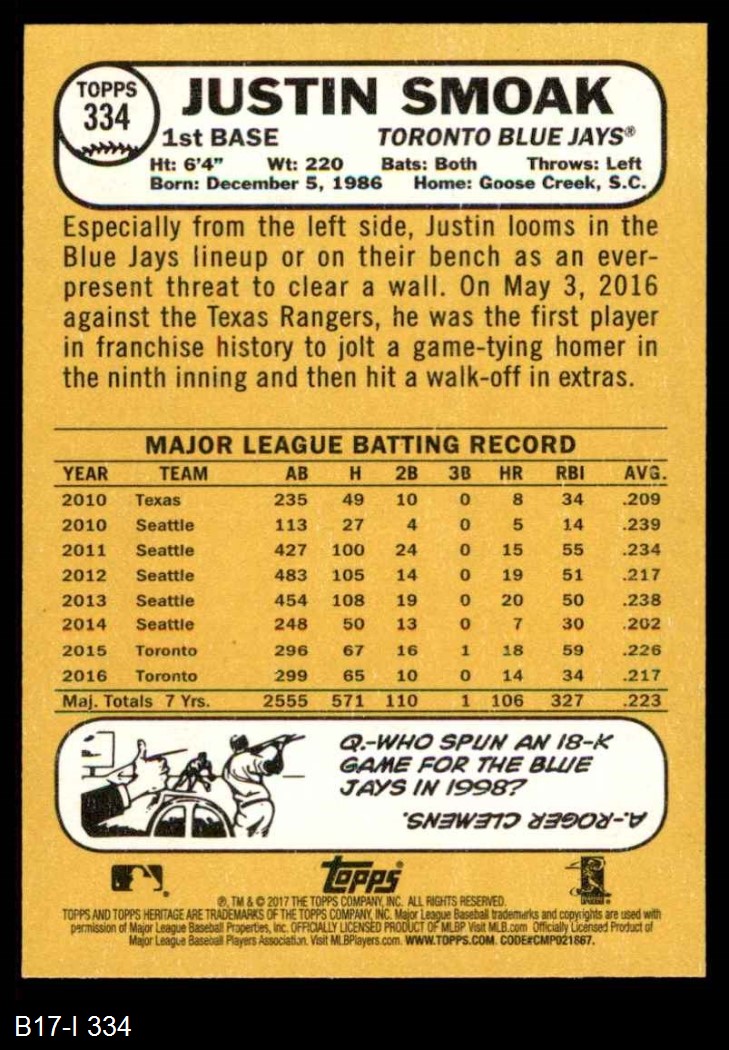 TOPPS
334
JUSTIN SMOAK
1st BASE TORONTO BLUE JAYS®
Ht: 6'4" Wt: 220 Bats: Both Throws: Left
Born: December 5, 1986 Home: Goose Creek, S.C.
Especially from the left side, Justin looms in the
Blue Jays lineup or on their bench as an ever-
present threat to clear a wall. On May 3, 2016
against the Texas Rangers, he was the first player
in franchise history to jolt a game-tying homer in
the ninth inning and then hit a walk-off in extras.
MAJOR LEAGUE BATTING RECORD
YEAR TEAM AB H 2B 3B HR RBI AVG.
2010 Texas 235 49 10 0 8 34 .209
2010 Seattle 113 27 4 0 5 14 .239
2011 Seattle 427 100 24 0 15 55 .234
2012 Seattle 483 105 14 0 19 51 .217
2013 Seattle 454 108 19 0 20 50 .238
2014 Seattle 248 50 13 0 7 30 .202
2015 Toronto 296 67 16 1 18 59 .226
2016 Toronto 299 65 10 0 14 34 .217
Maj. Totals 7 Yrs. 2555 571 110 1 106 327 .223
Q.-WHO SPUN AN 18-K
GAME FOR THE BLUE
JAYS IN 1998?
A.-ROGER CLEMENS.
topps®
®, TM & © 2017 THE TOPPS COMPANY, INC. ALL RIGHTS RESERVED.
TOPPS AND TOPPS HERITAGE ARE TRADEMARKS OF THE TOPPS COMPANY, INC. Major League Baseball trademarks and copyrights are used with
permission of Major League Baseball Properties, Inc. OFFICIALLY LICENSED PRODUCT OF MLBP Visit MLB.com Officially Licensed Product of
Major League Baseball Players Association. Visit MLBPlayers.com. WWW.TOPPS.COM. CODE#CMP021867.
B17-I 334